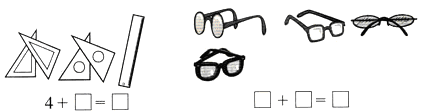 4 + □ = □
□ + □ = □